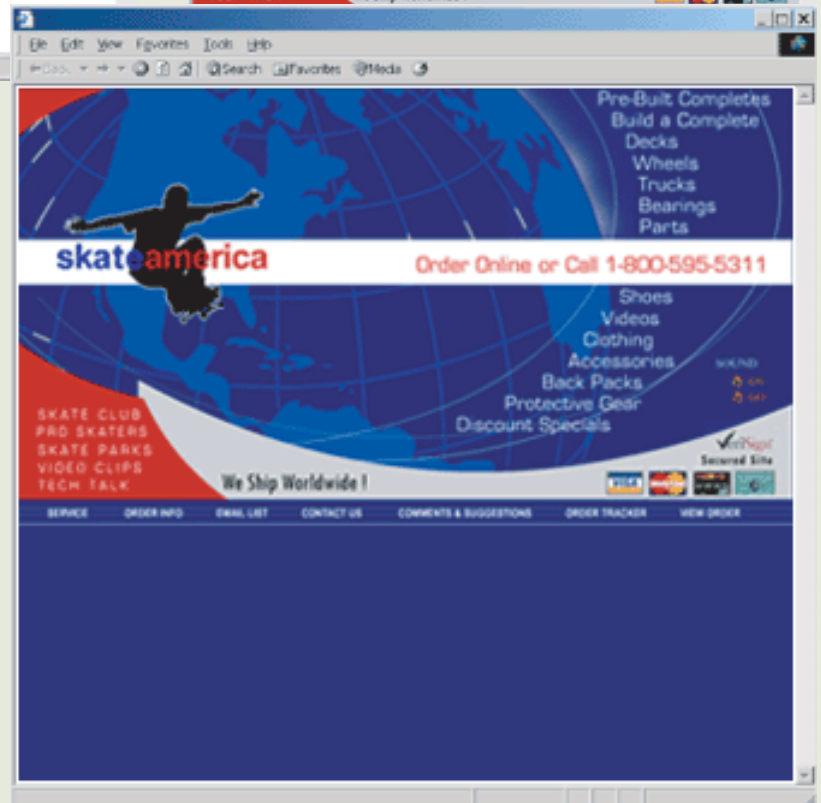 File Edit View Favorites Tools Help
Back Search Favorites Media
Pre-Built Completes
Build a Complete
Decks
Wheels
Trucks
Bearings
Parts
skateamerica
Order Online or Call 1-800-595-5311
Shoes
Videos
Clothing
Accessories
SOUND
Back Packs
Protective Gear
Discount Specials
SKATE CLUB
PRO SKATERS
SKATE PARKS
VIDEO CLIPS
TECH TALK
We Ship Worldwide !
VeriSign
Secured Site
VISA
SERVICE ORDER INFO EMAIL LIST CONTACT US COMMENTS & SUGGESTIONS ORDER TRACKER VIEW ORDER